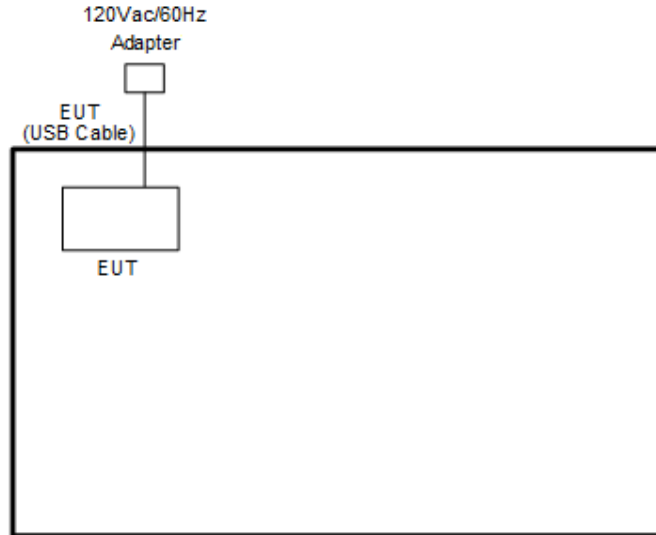 120Vac/60Hz
Adapter
EUT
(USB Cable)
EUT